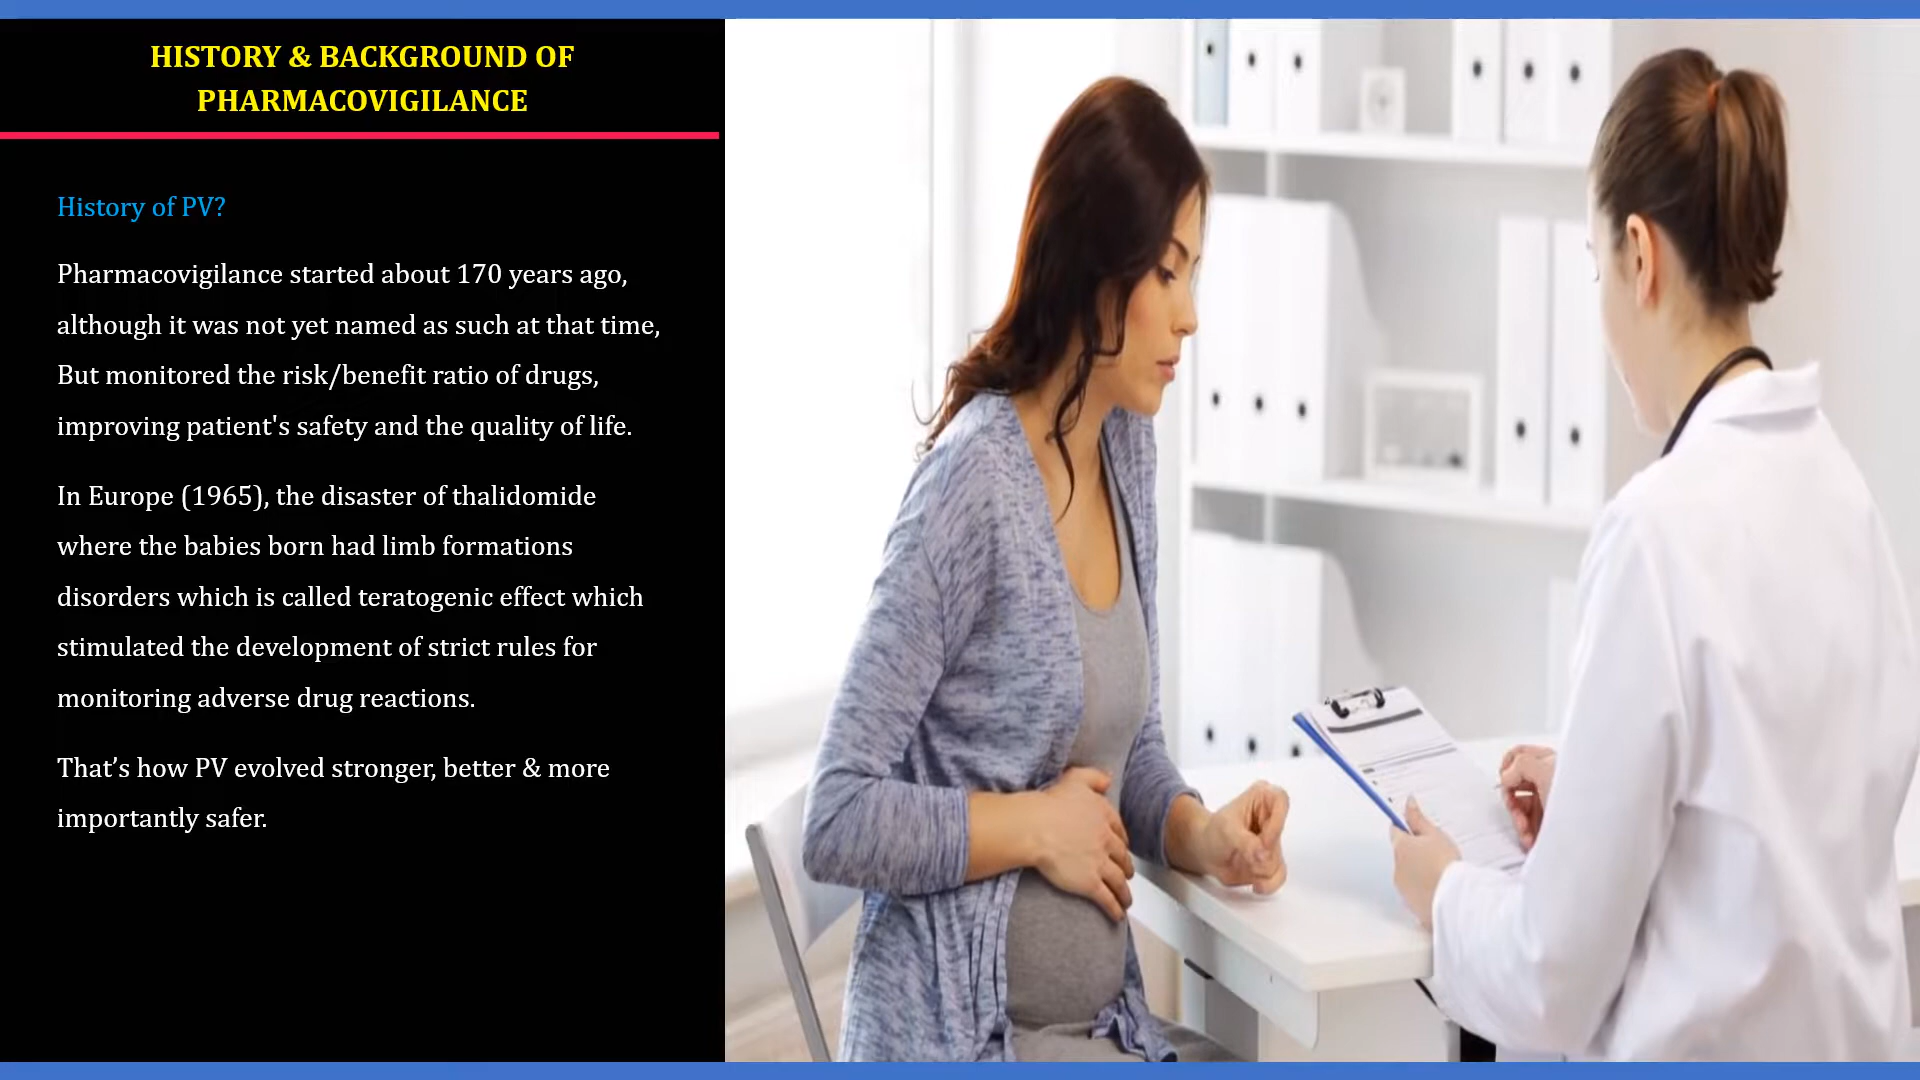 HISTORY & BACKGROUND OF
PHARMACOVIGILANCE
History of PV?
Pharmacovigilance started about 170 years ago,
although it was not yet named as such at that time,
But monitored the risk/benefit ratio of drugs,
improving patient's safety and the quality of life.
In Europe (1965), the disaster of thalidomide
where the babies born had limb formations
disorders which is called teratogenic effect which
stimulated the development of strict rules for
monitoring adverse drug reactions.
That’s how PV evolved stronger, better & more
importantly safer.